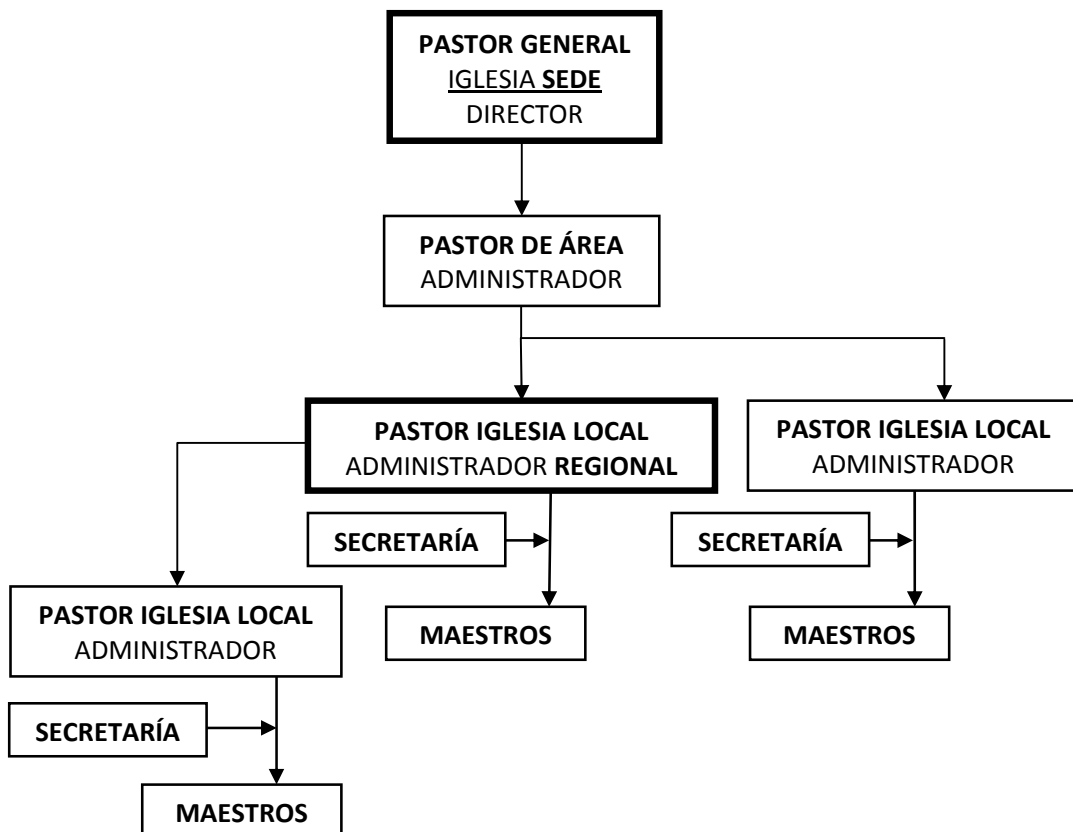 PASTOR GENERAL
IGLESIA SEDE
DIRECTOR
PASTOR DE ÁREA
ADMINISTRADOR
PASTOR IGLESIA LOCAL
ADMINISTRADOR REGIONAL
PASTOR IGLESIA LOCAL
ADMINISTRADOR
SECRETARÍA
SECRETARÍA
MAESTROS
MAESTROS
PASTOR IGLESIA LOCAL
ADMINISTRADOR
SECRETARÍA
MAESTROS